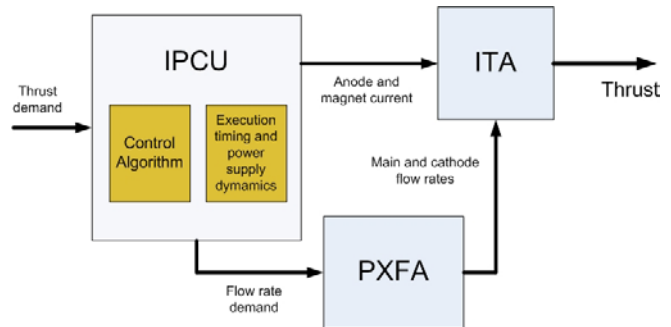 IPCU
ITA
Thrust
demand
Control
Algorithm
Execution
timing and
power
supply
dymamics
Anode and
magnet current
Thrust
Main and cathode
flow rates
PXFA
Flow rate
demand